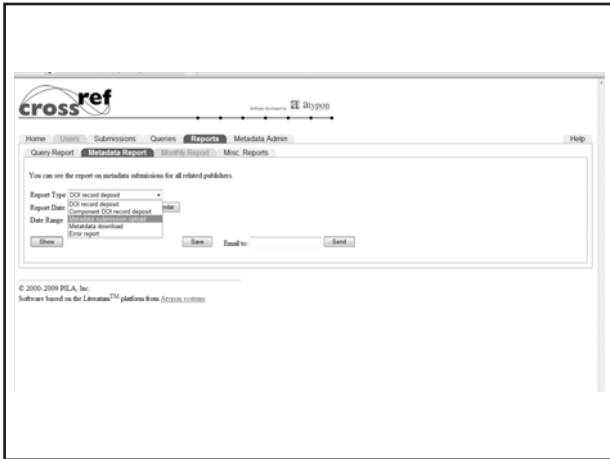 crossref
Software developed by atypon
Home Users Submissions Queries Reports Metadata Admin Help
Query Report Metadata Report Monthly Report Misc. Reports
You can see the report on metadata submissions for all related publishers.
Report Type DOI record deposit
Report Date DOI record deposit
Component DOI record deposit
Date Range Metadata submission upload
Metatdata download
Error report
Show Save Email to: Send
© 2000-2009 PILA, Inc.
Software based on the Literatum™ platform from Atypon systems